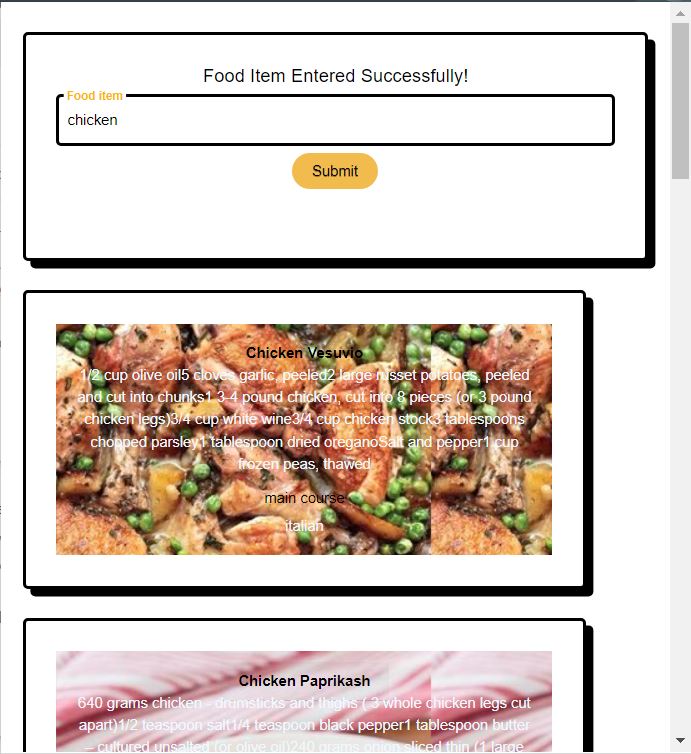 Food Item Entered Successfully!
Food item
chicken
Submit
Chicken Vesuvio
1/2 cup olive oil5 cloves garlic, peeled2 large russet potatoes, peeled
and cut into chunks1 3-4 pound chicken, cut into 8 pieces (or 3 pound
chicken legs)3/4 cup white wine3/4 cup chicken stock3 tablespoons
chopped parsley1 tablespoon dried oreganoSalt and pepper1 cup
frozen peas, thawed
main course
italian
Chicken Paprikash
640 grams chicken - drumsticks and thighs ( 3 whole chicken legs cut
apart)1/2 teaspoon salt1/4 teaspoon black pepper1 tablespoon butter
– cultured unsalted (or olive oil)240 grams onion sliced thin (1 large